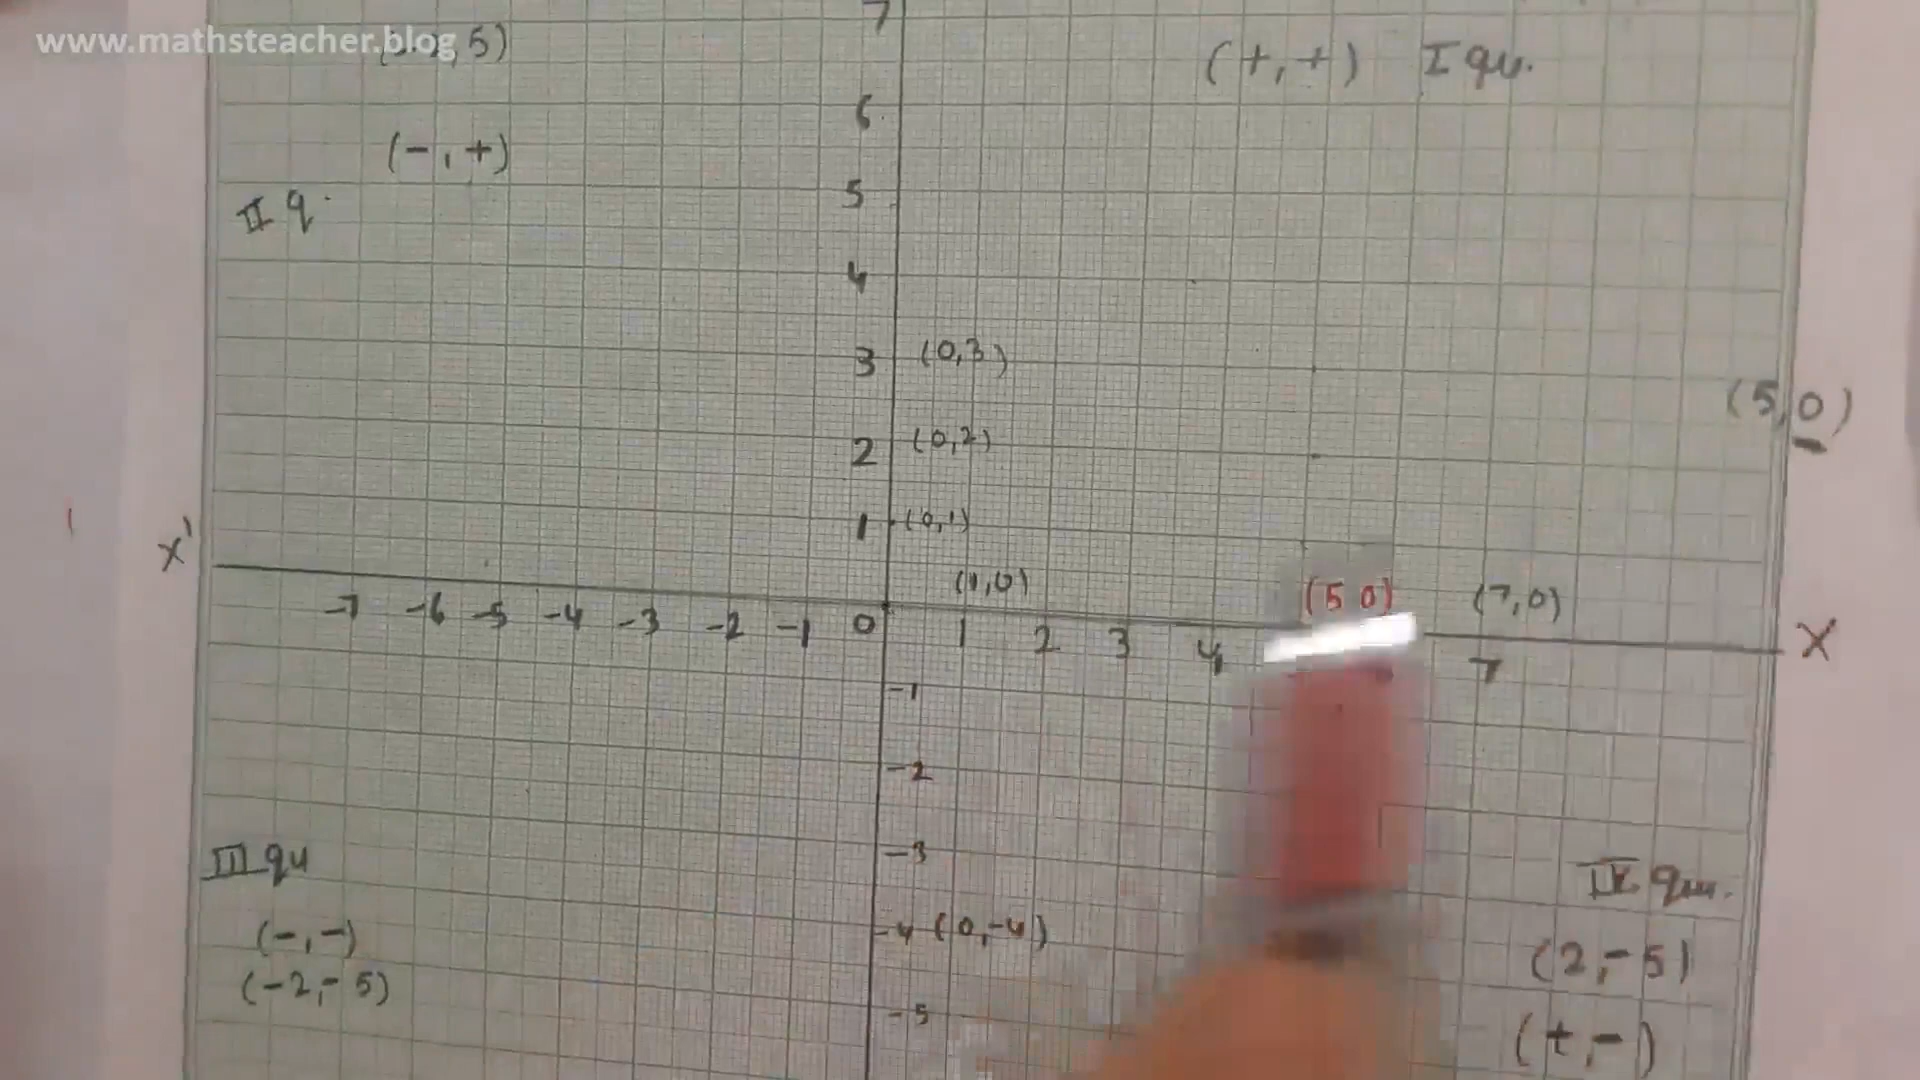 www.mathsteacher.blog
, 5)
7
(+,+) I qu.
6
(-,+)
5
II q.
4
3 (0,3)
(5,0)
2 (0,2)
1 (0,1)
X'
(1,0) (5 0) (7,0)
-7 -6 -5 -4 -3 -2 -1 0 1 2 3 4 7 X
-1
-2
-3
III qu
IV qu.
-4 (0,-4)
(-,-)
(2,-5)
(-2,-5)
-5
(+,-)